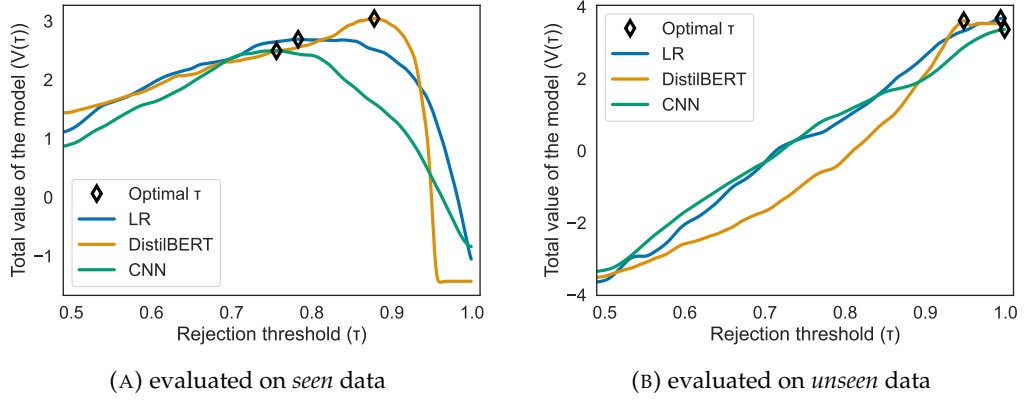 Total value of the model (V(τ))
3
2
1
0
−1
Optimal τ
LR
DistilBERT
CNN
0.5 0.6 0.7 0.8 0.9 1.0
Rejection threshold (τ)
(A) evaluated on seen data
Total value of the model (V(τ))
4
2
0
−2
−4
Optimal τ
LR
DistilBERT
CNN
0.5 0.6 0.7 0.8 0.9 1.0
Rejection threshold (τ)
(B) evaluated on unseen data